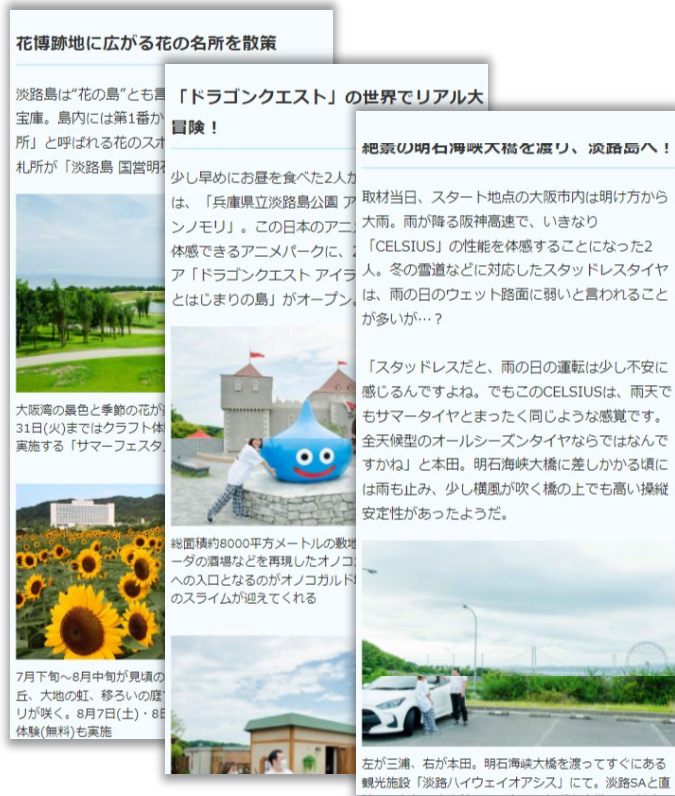 花博跡地に広がる花の名所を散策
淡路島は“花の島”とも言
宝庫。島内には第1番か
所」と呼ばれる花のスポ
札所が「淡路島 国営明石
大阪湾の景色と季節の花が
31日(火)まではクラフト体
実施する「サマーフェスタ
7月下旬～8月中旬が見頃の
丘、大地の虹、移ろいの庭
リが咲く。8月7日(土)・8
体験(無料)も実施
「ドラゴンクエスト」の世界でリアル大
冒険！
少し早めにお昼を食べた2人が
は、「兵庫県立淡路島公園 ア
ンノモリ」。この日本のアニ
体感できるアニメパークに、2
ア「ドラゴンクエスト アイラ
とはじまりの島」がオープン。
総面積約8000平方メートルの敷地
ーダの酒場などを再現したオノコ
への入口となるのがオノコガルド
のスライムが迎えてくれる
絶景の明石海峡大橋を渡り、淡路島へ！
取材当日、スタート地点の大阪市内は明け方から
大雨。雨が降る阪神高速で、いきなり
「CELSIUS」の性能を体感することになった2
人。冬の雪道などに対応したスタッドレスタイヤ
は、雨の日のウェット路面に弱いと言われること
が多いが…？
「スタッドレスだと、雨の日の運転は少し不安に
感じるんですよね。でもこのCELSIUSは、雨天で
もサマータイヤとまったく同じような感覚です。
全天候型のオールシーズンタイヤならではなんで
すかね」と本田。明石海峡大橋に差しかかる頃に
は雨も止み、少し横風が吹く橋の上でも高い操縦
安定性があったようだ。
左が三浦、右が本田。明石海峡大橋を渡ってすぐにある
観光施設「淡路ハイウェイオアシス」にて。淡路SAと直